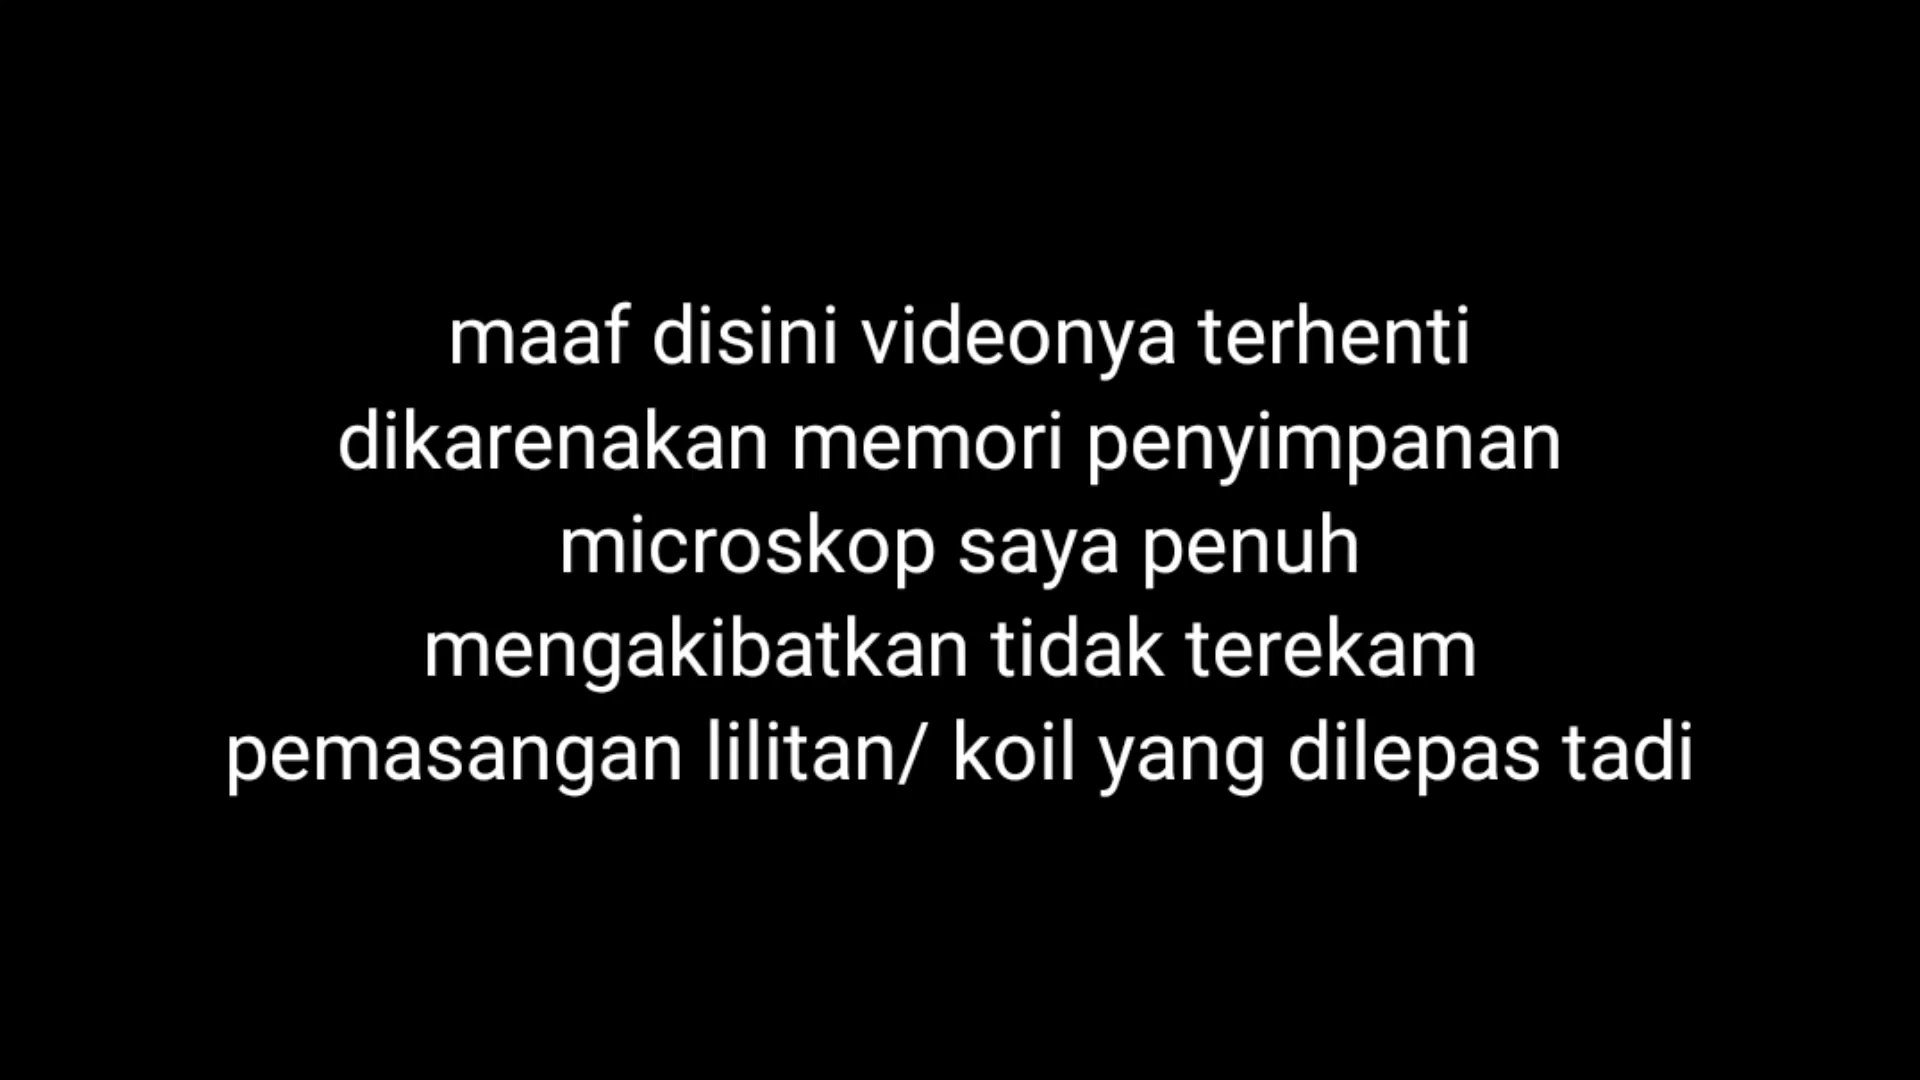 maaf disini videonya terhenti
dikarenakan memori penyimpanan
microskop saya penuh
mengakibatkan tidak terekam
pemasangan lilitan/ koil yang dilepas tadi